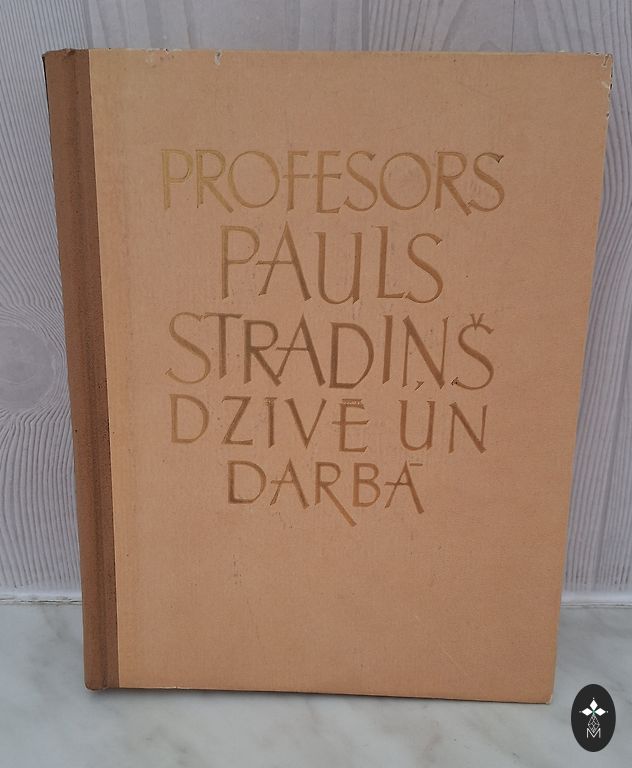 PROFESORS
PAULS
STRADIŅŠ
DZĪVĒ UN
DARBĀ
M